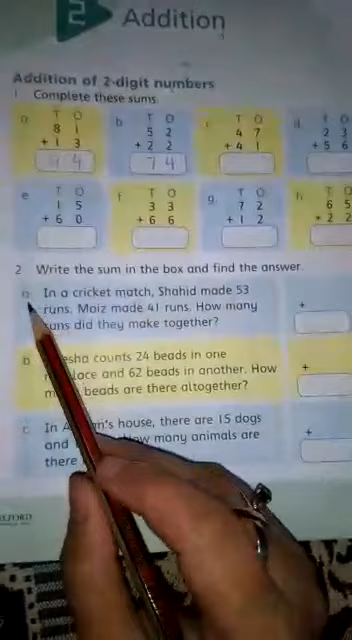 2 Addition
Addition of 2-digit numbers
1 Complete these sums.
a T O b T O c T O d T O
8 1 5 2 4 7 2 3
+ 1 3 + 2 2 + 4 1 + 5 6
9 4 7 4
e T O f T O g T O h T O
1 5 3 3 7 2 6 5
+ 6 0 + 6 6 + 1 2 + 2 2
2 Write the sum in the box and find the answer.
a In a cricket match, Shahid made 53 +
runs. Moiz made 41 runs. How many
runs did they make together?
b esha counts 24 beads in one +
lace and 62 beads in another. How
beads are there altogether?
c In n's house, there are 15 dogs +
and How many animals are
there